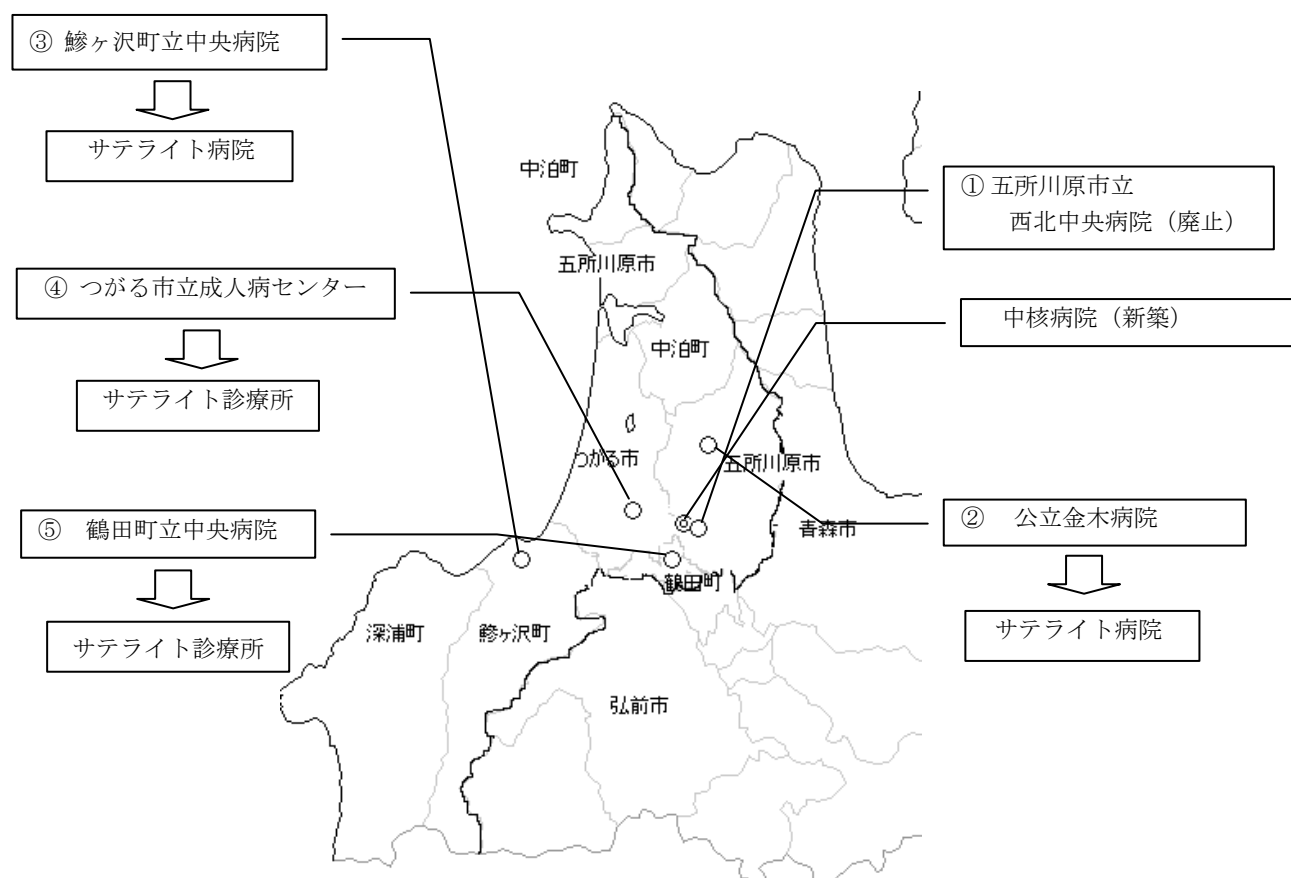 ③ 鰺ヶ沢町立中央病院
サテライト病院
④ つがる市立成人病センター
サテライト診療所
⑤ 鶴田町立中央病院
サテライト診療所
中泊町
五所川原市
中泊町
つがる市
五所川原市
青森市
鶴田町
深浦町
鰺ヶ沢町
弘前市
① 五所川原市立
西北中央病院（廃止）
中核病院（新築）
② 公立金木病院
サテライト病院